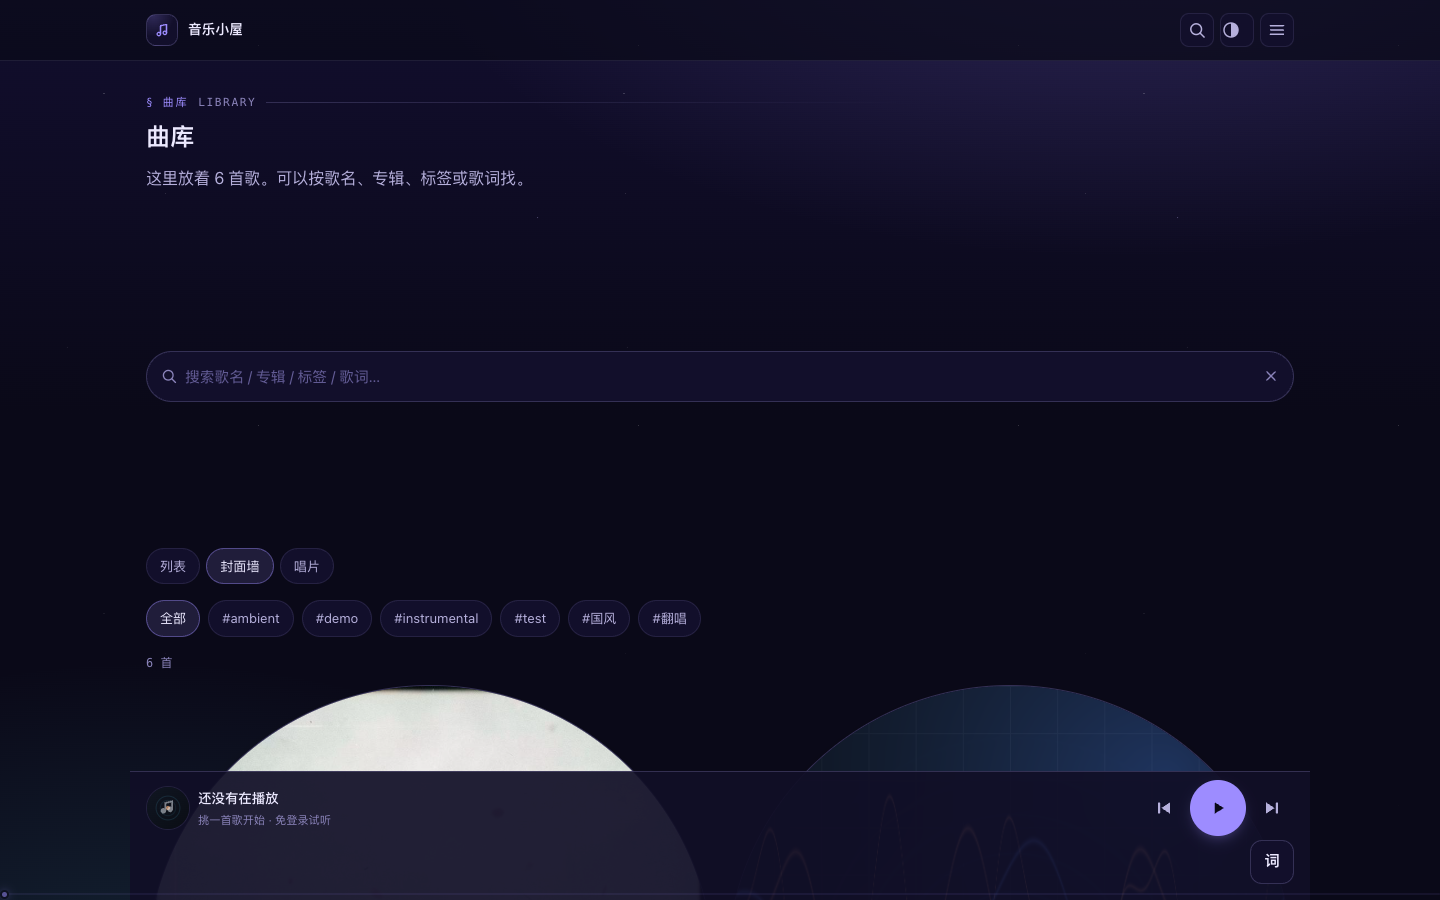 音乐小屋
§ 曲库 LIBRARY
曲库
这里放着 6 首歌。可以按歌名、专辑、标签或歌词找。
搜索歌名 / 专辑 / 标签 / 歌词...
列表 封面墙 唱片
全部 #ambient #demo #instrumental #test #国风 #翻唱
6 首
还没有在播放
挑一首歌开始 · 免登录试听
词